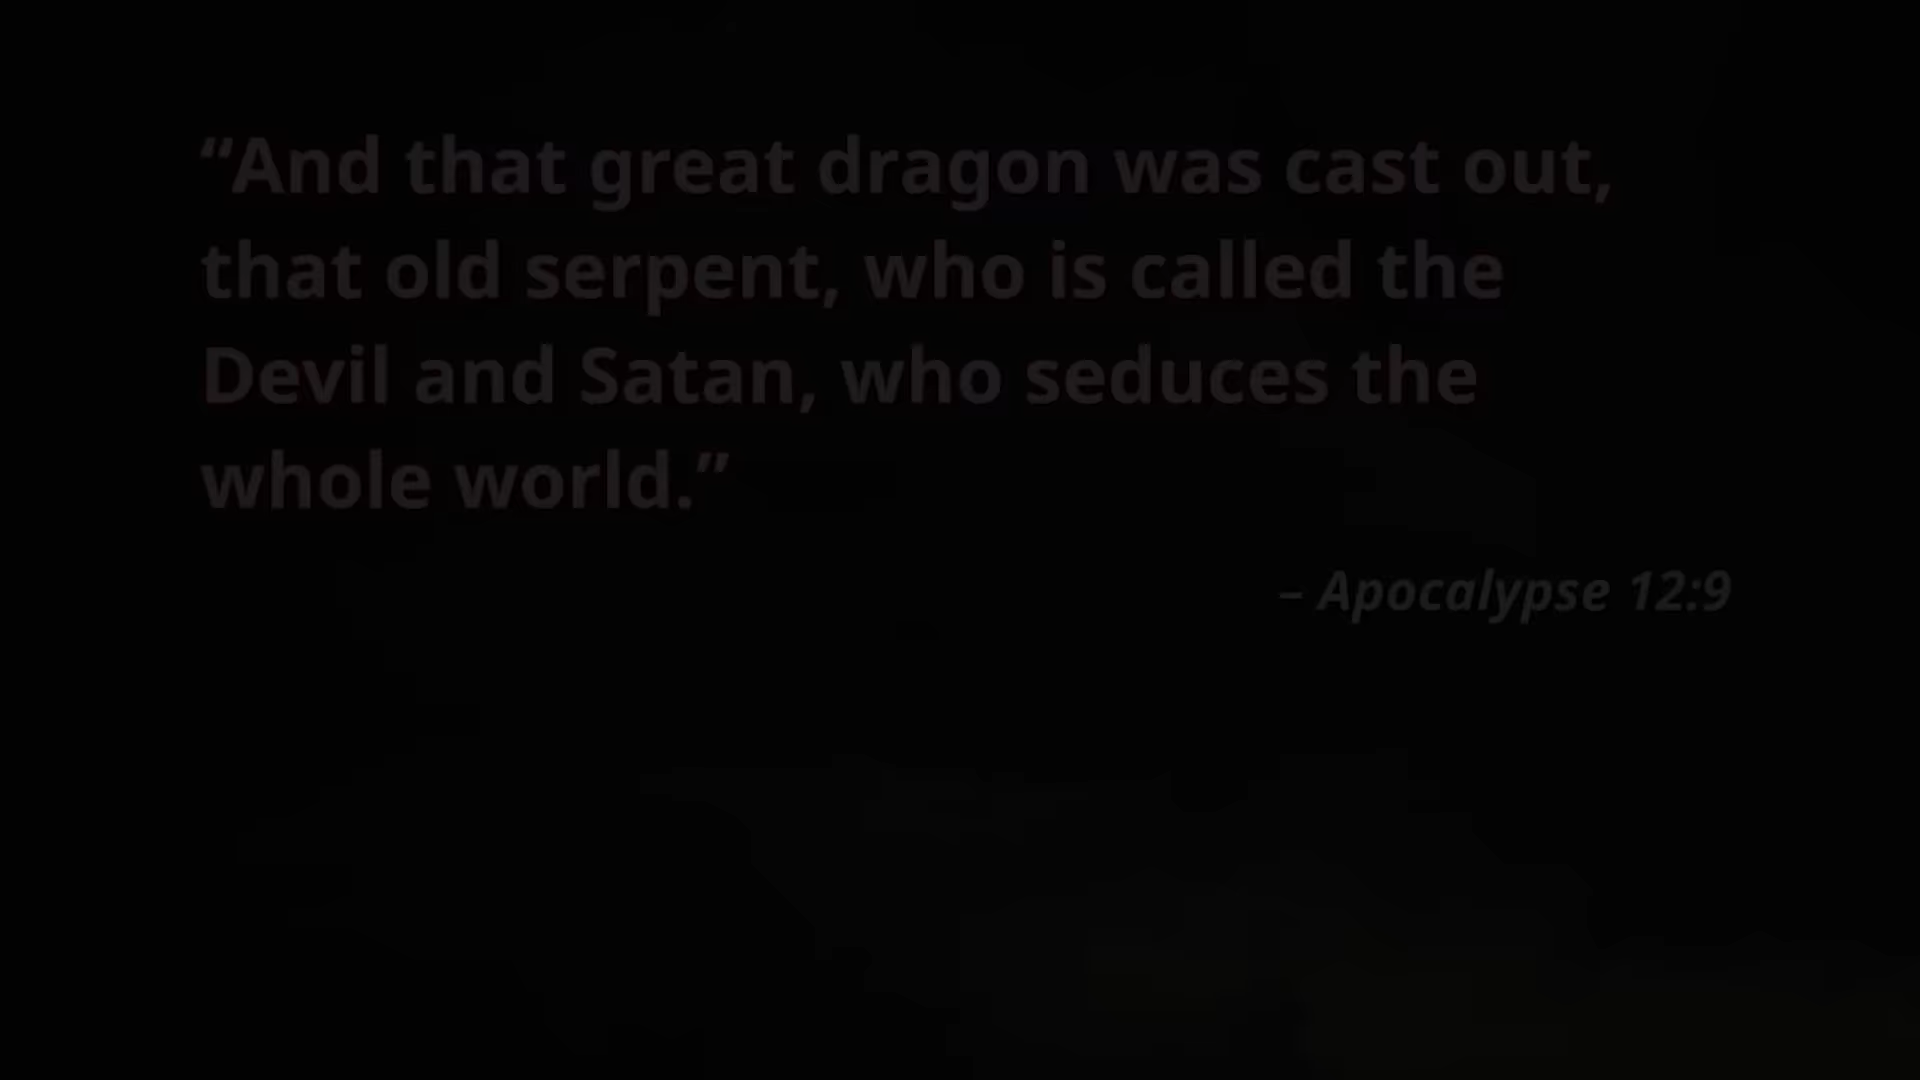 “And that great dragon was cast out,
that old serpent, who is called the
Devil and Satan, who seduces the
whole world.”
– Apocalypse 12:9